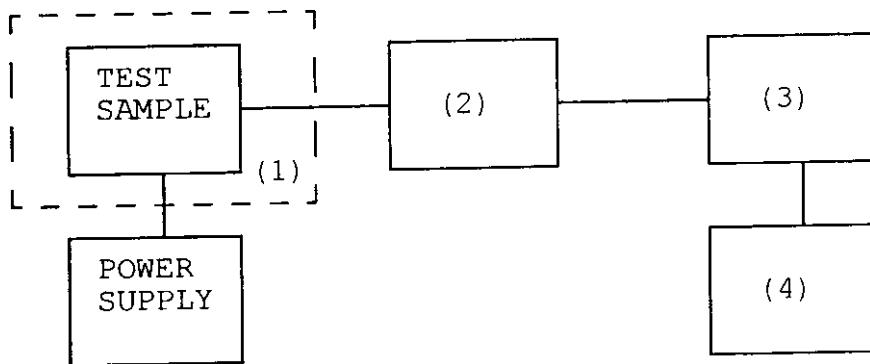 TEST
SAMPLE
(1)
(2)
(3)
POWER
SUPPLY
(4)